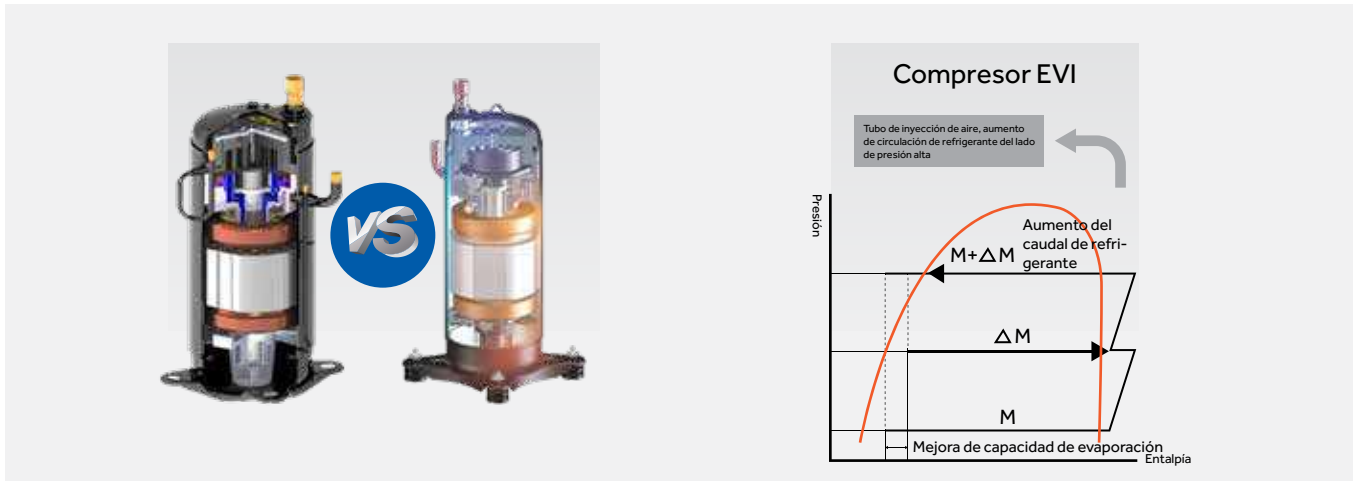 VS
Compresor EVI
Tubo de inyección de aire, aumento
de circulación de refrigerante del lado
de presión alta
Presión
Aumento del
caudal de refri-
gerante
M+△M
△M
M
Mejora de capacidad de evaporación
Entalpía